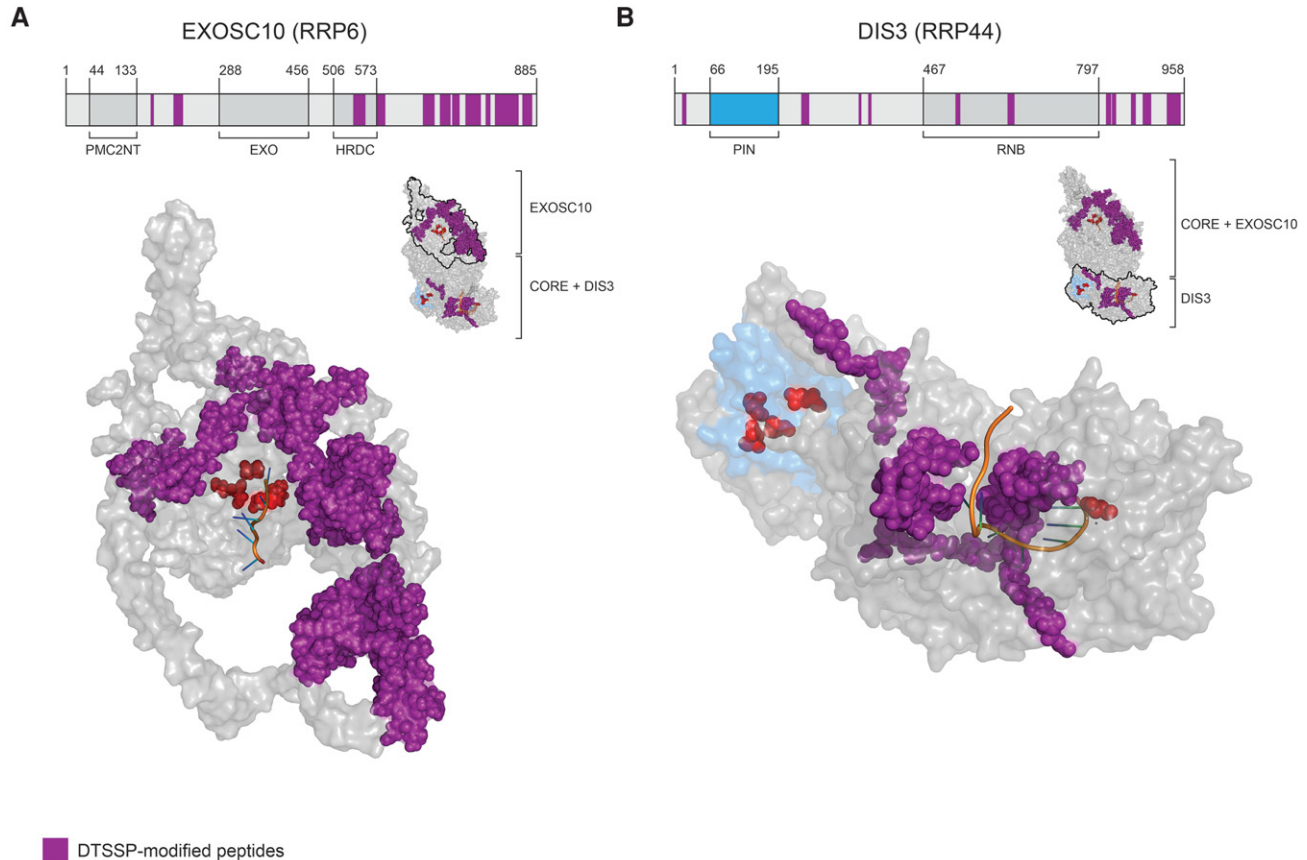 A
EXOSC10 (RRP6)
1 44 133 288 456 506 573 885
PMC2NT EXO HRDC
EXOSC10
CORE + DIS3
B
DIS3 (RRP44)
1 66 195 467 797 958
PIN RNB
CORE + EXOSC10
DIS3
DTSSP-modified peptides